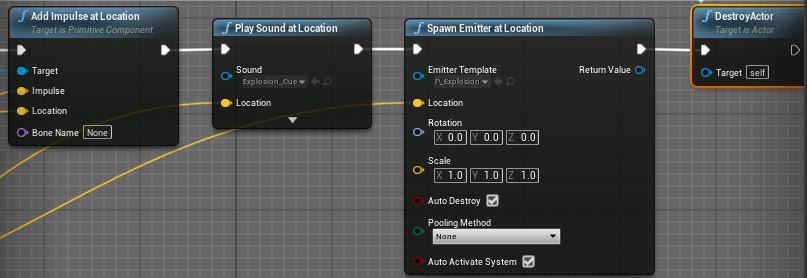 Add Impulse at Location
Target is Primitive Component
Target
Impulse
Location
Bone Name None
Play Sound at Location
Sound
Explosion_Cue
Location
Spawn Emitter at Location
Emitter Template
P_Explosion
Return Value
Location
Rotation
X 0.0 Y 0.0 Z 0.0
Scale
X 1.0 Y 1.0 Z 1.0
Auto Destroy
Pooling Method
None
Auto Activate System
DestroyActor
Target is Actor
Target self